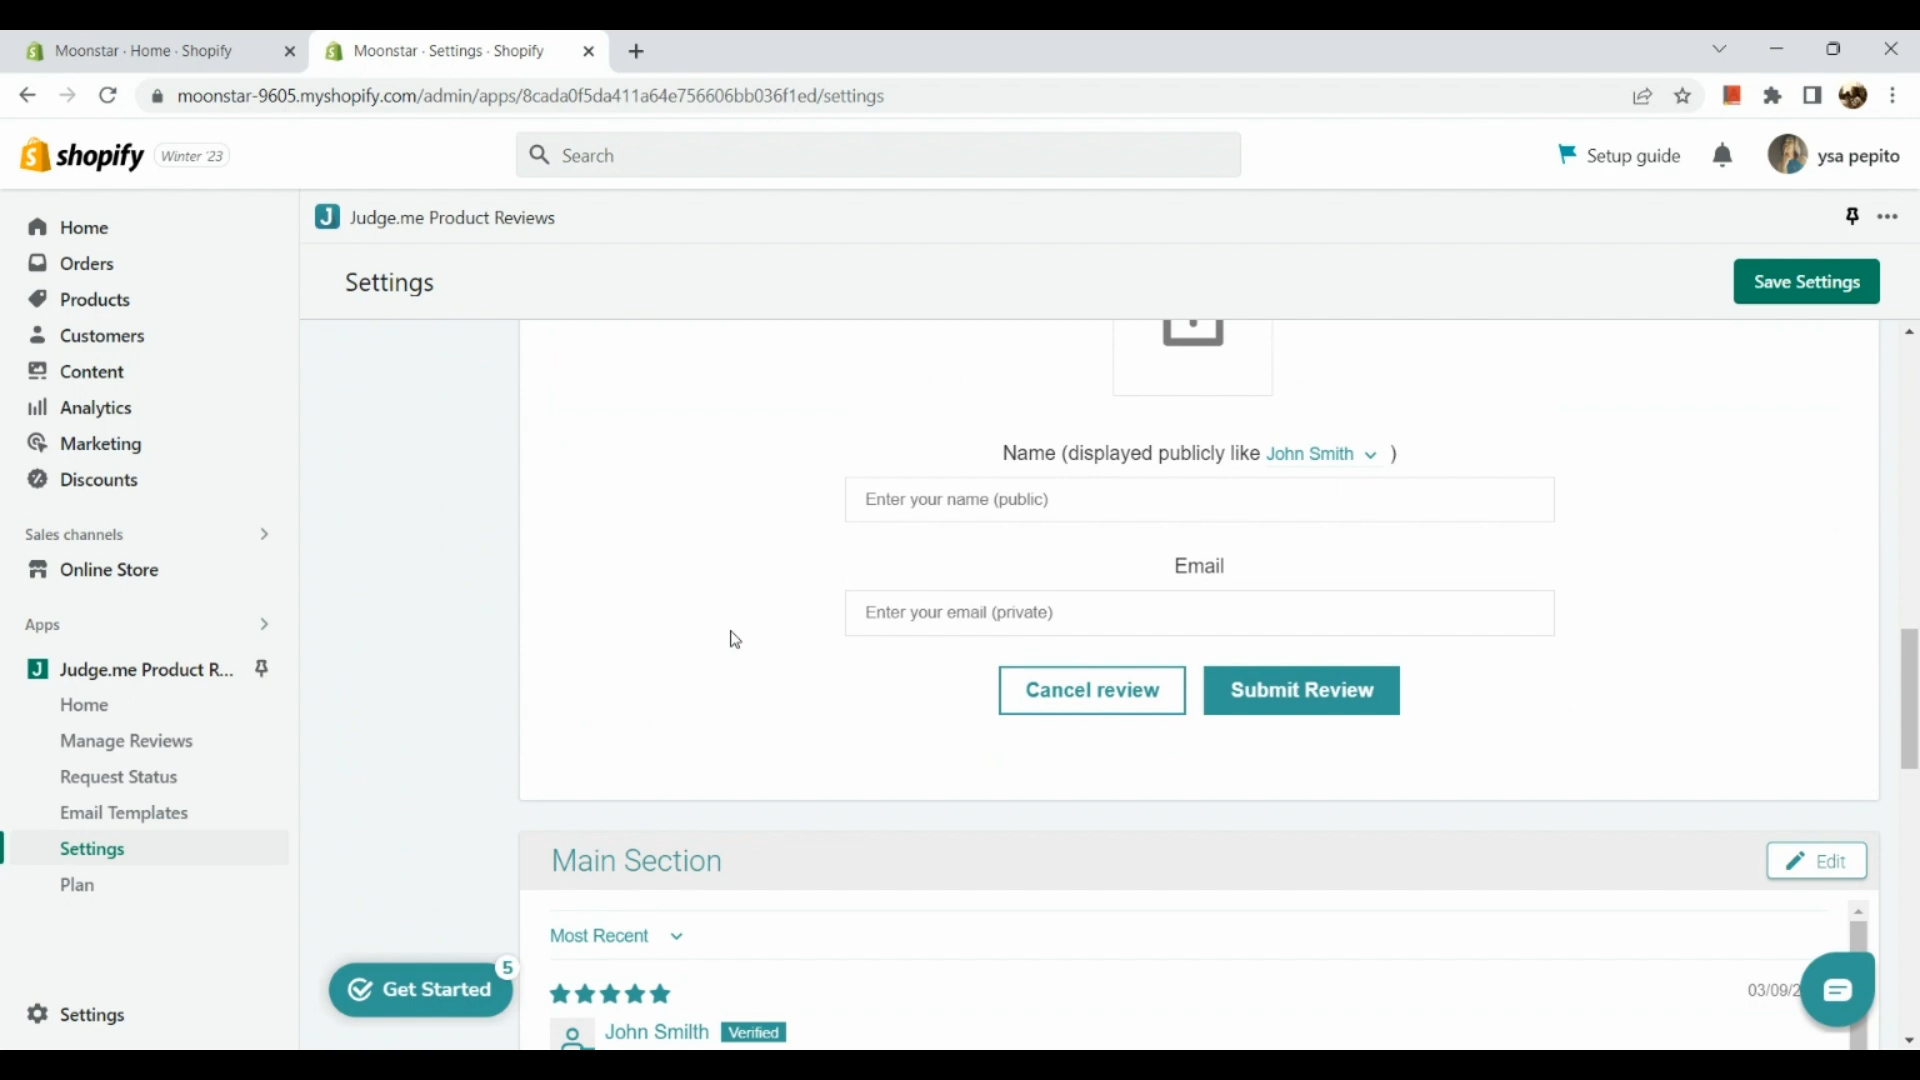 Moonstar · Home · Shopify
Moonstar · Settings · Shopify
moonstar-9605.myshopify.com/admin/apps/8cada0f5da411a64e756606bb036f1ed/settings
shopify
Winter '23
Search
Setup guide
ysa pepito
Home
Orders
Products
Customers
Content
Analytics
Marketing
Discounts
Sales channels
Online Store
Apps
J Judge.me Product R...
Home
Manage Reviews
Request Status
Email Templates
Settings
Plan
Settings
J Judge.me Product Reviews
Settings
Save Settings
Name (displayed publicly like John Smith )
Enter your name (public)
Email
Enter your email (private)
Cancel review
Submit Review
Main Section
Edit
Most Recent
03/09/2
John Smilth Verified
Get Started
5